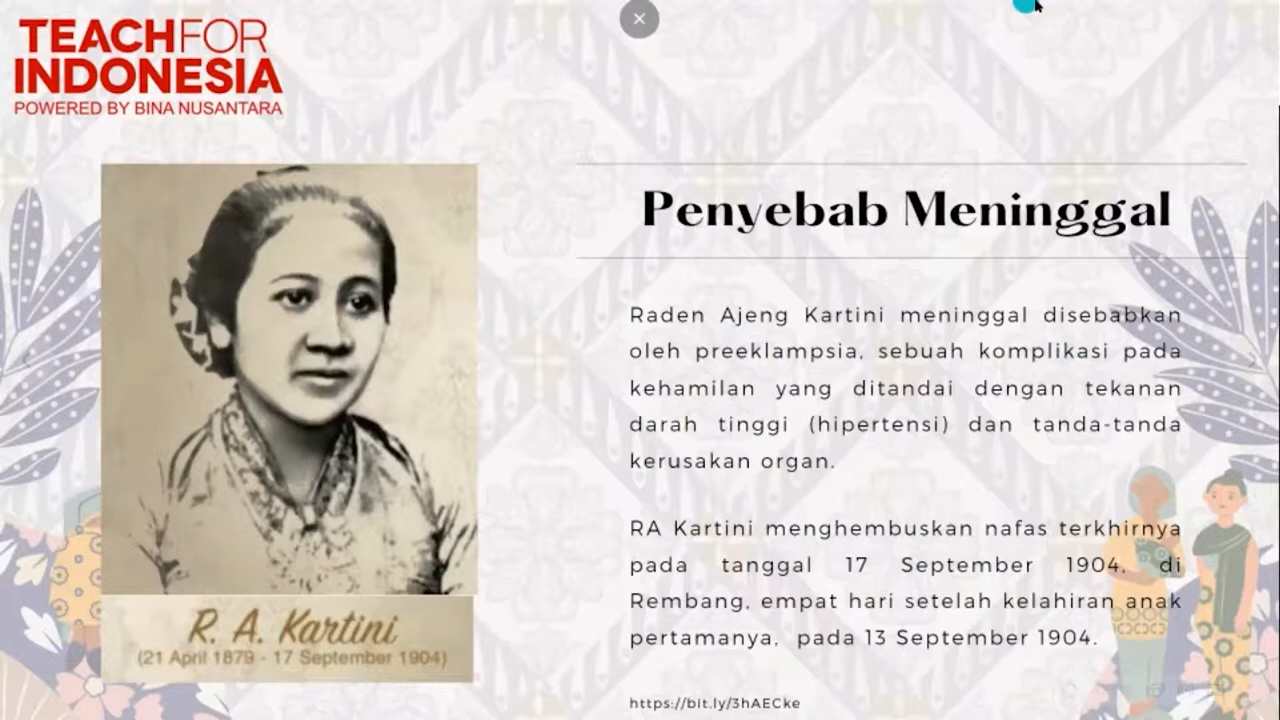 TEACHFOR
INDONESIA
POWERED BY BINA NUSANTARA
R. A. Kartini
(21 April 1879 - 17 September 1904)
Penyebab Meninggal
Raden Ajeng Kartini meninggal disebabkan
oleh preeklampsia, sebuah komplikasi pada
kehamilan yang ditandai dengan tekanan
darah tinggi (hipertensi) dan tanda-tanda
kerusakan organ.
RA Kartini menghembuskan nafas terkhirnya
pada tanggal 17 September 1904, di
Rembang, empat hari setelah kelahiran anak
pertamanya, pada 13 September 1904.
https://bit.ly/3hAECke